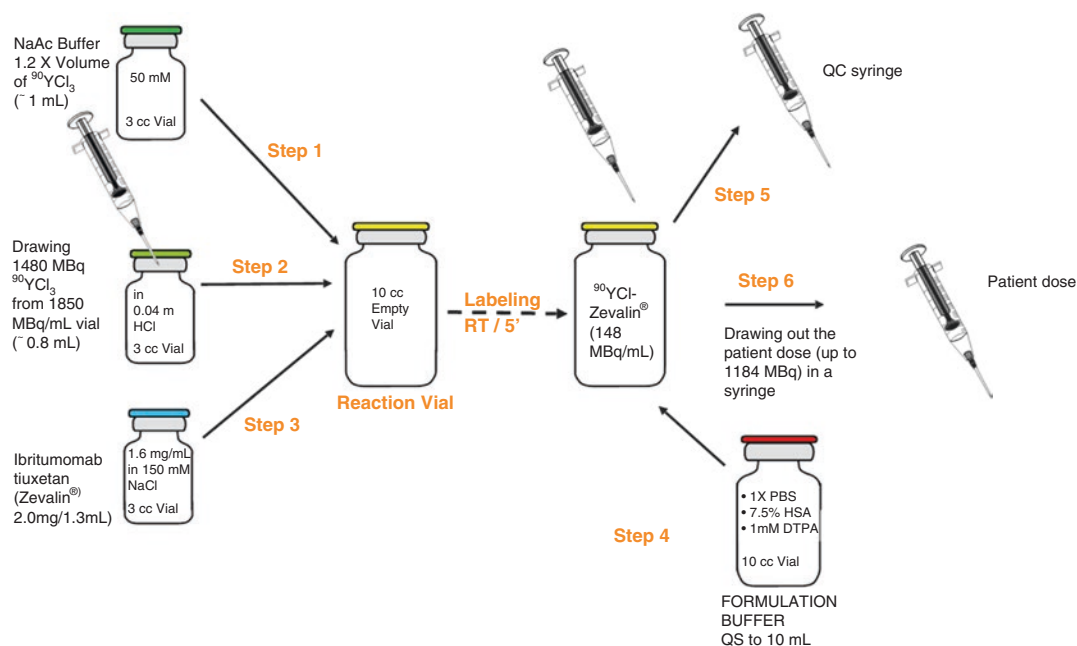 NaAc Buffer
1.2 X Volume
of ⁹⁰YCl₃
(~ 1 mL)
50 mM
3 cc Vial
Step 1
Drawing
1480 MBq
⁹⁰YCl₃
from 1850
MBq/mL vial
(~ 0.8 mL)
in
0.04 m
HCl
3 cc Vial
Step 2
Ibritumomab
tiuxetan
(Zevalin®)
2.0mg/1.3mL)
1.6 mg/mL
in 150 mM
NaCl
3 cc Vial
Step 3
10 cc
Empty
Vial
Reaction Vial
Labeling
RT / 5’
⁹⁰YCl-
Zevalin®
(148
MBq/mL)
Step 4
• 1X PBS
• 7.5% HSA
• 1mM DTPA
10 cc Vial
FORMULATION
BUFFER
QS to 10 mL
Step 5
QC syringe
Step 6
Drawing out the
patient dose (up to
1184 MBq) in a
syringe
Patient dose